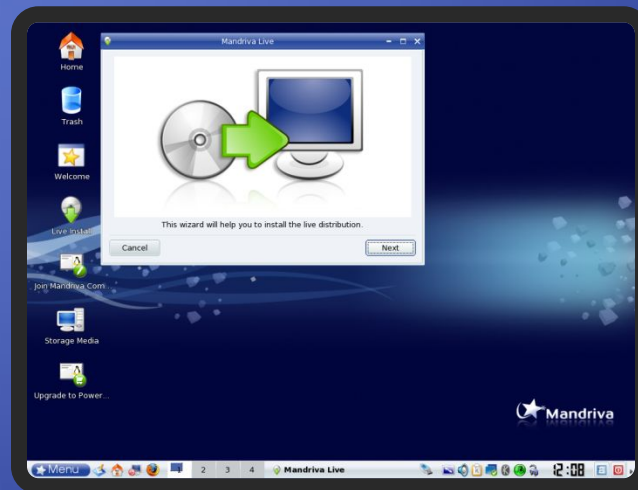 Mandriva Live
Home
Trash
Welcome
This wizard will help you to install the live distribution.
Live Install
Cancel
Next
Join Mandriva Com
Storage Media
Upgrade to Power...
Mandriva
Menu
2 3 4
Mandriva Live
12:08